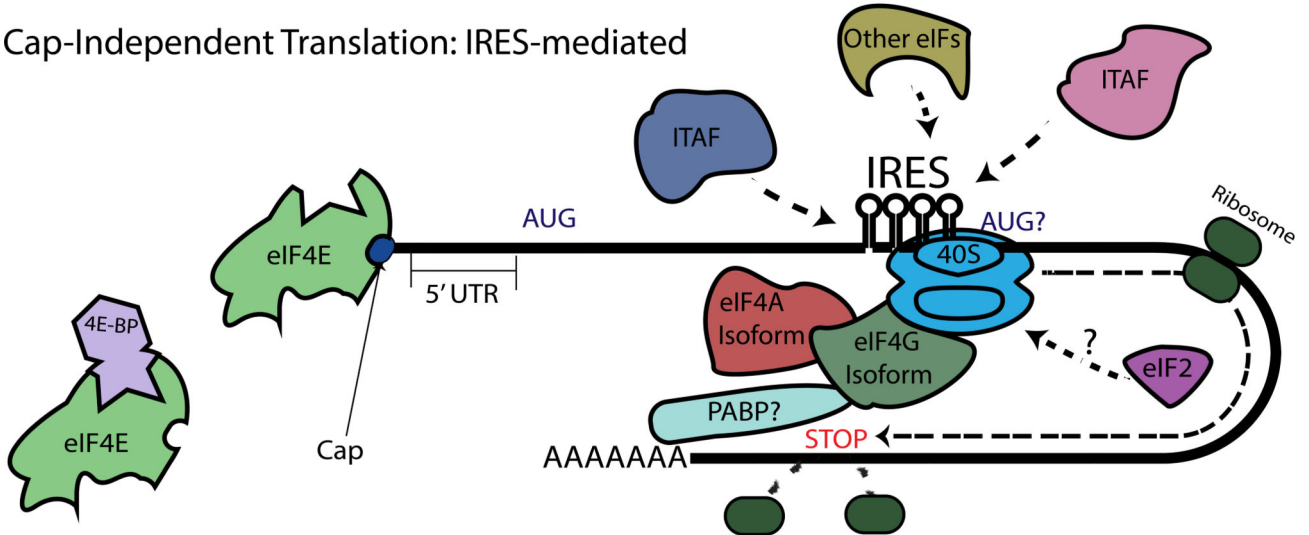 Cap-Independent Translation: IRES-mediated
Other eIFs
ITAF
ITAF
IRES
Ribosome
AUG
AUG?
eIF4E
40S
5' UTR
eIF4A
Isoform
4E-BP
eIF4G
Isoform
?
eIF2
PABP?
eIF4E
Cap
STOP
AAAAAAA